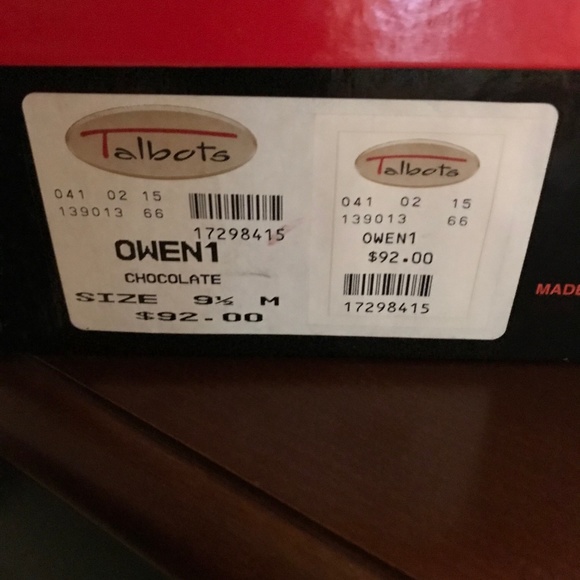 Talbots
041 02 15
139013 66
17298415
OWEN1
CHOCOLATE
SIZE 9½ M
$92.00
Talbots
041 02 15
139013 66
OWEN1
$92.00
17298415
MADE